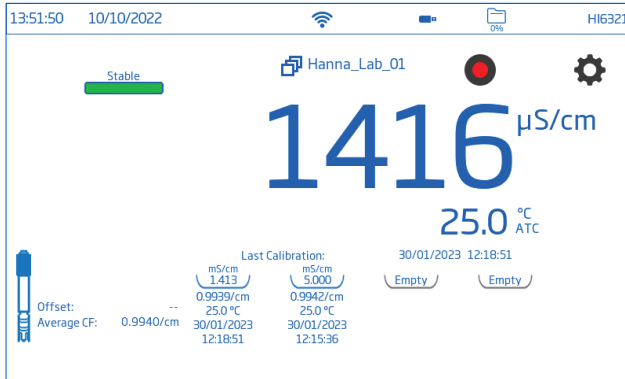 13:51:50 10/10/2022 0% HI6321
Stable Hanna_Lab_01
1416 µS/cm
25.0 °C ATC
Last Calibration: 30/01/2023 12:18:51
mS/cm mS/cm
1.413 5.000 Empty Empty
0.9939/cm 0.9942/cm
Offset: -- 25.0 °C 25.0 °C
Average CF: 0.9940/cm 30/01/2023 30/01/2023
12:18:51 12:15:36